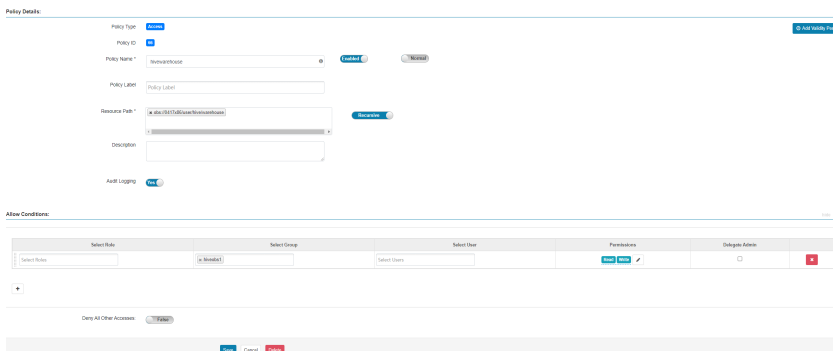 Policy Details:
Policy Type Access
Add Validity Per
Policy ID
Policy Name * hivewarehouse Enabled Normal
Policy Label Policy Label
Resource Path * Recursive
Description
Audit Logging Yes
Allow Conditions:
Select Role Select Group Select User Permissions Delegate Admin
Select Roles Select Users Read Write
+
Deny All Other Accesses: False
Save Cancel Delete